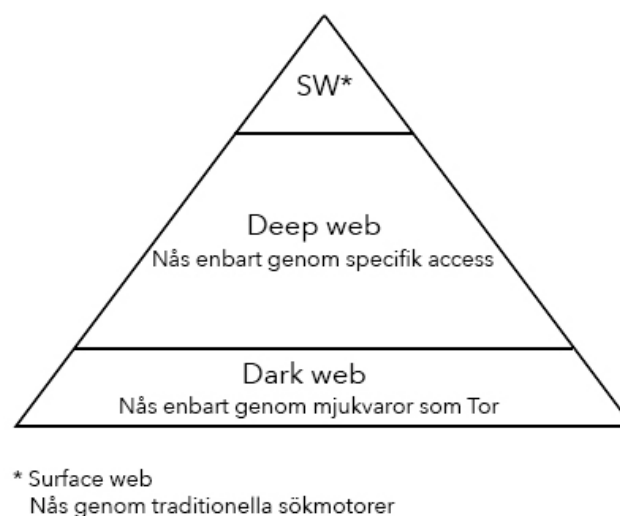 SW*
Deep web
Nås enbart genom specifik access
Dark web
Nås enbart genom mjukvaror som Tor
* Surface web
Nås genom traditionella sökmotorer